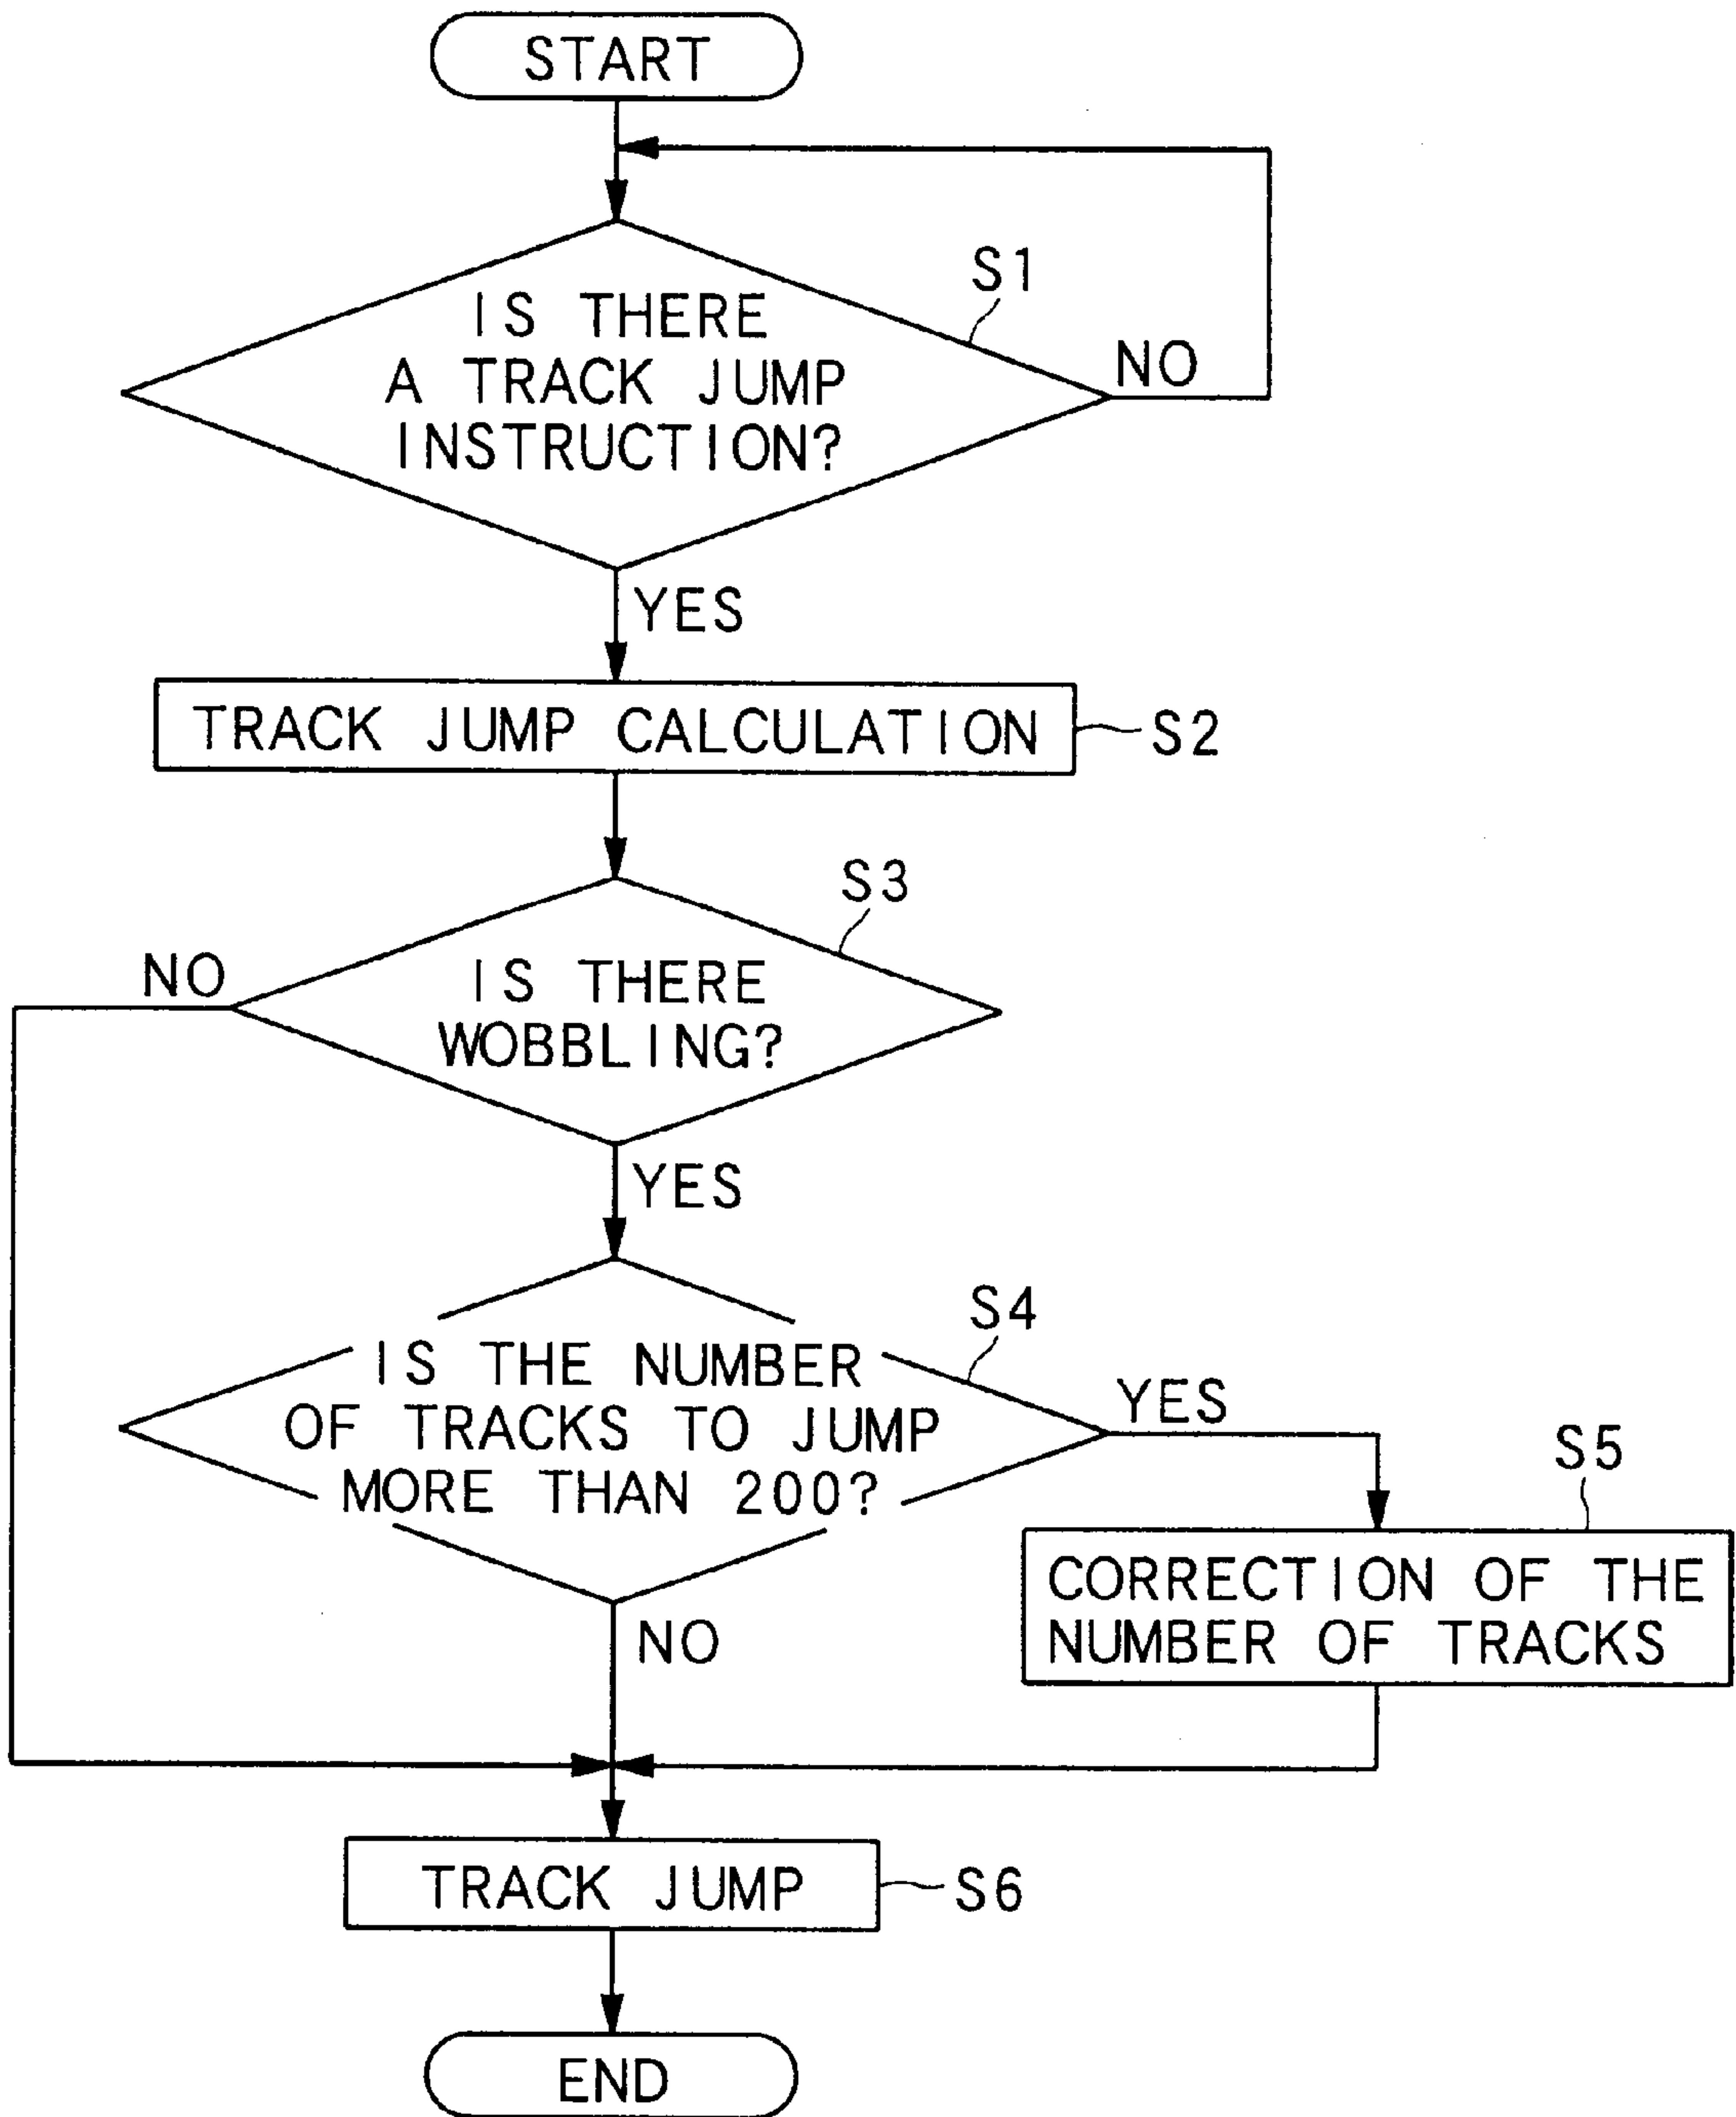 START
S1
IS THERE
A TRACK JUMP
INSTRUCTION?
NO
YES
TRACK JUMP CALCULATION
S2
S3
NO
IS THERE
WOBBLING?
YES
S4
IS THE NUMBER
OF TRACKS TO JUMP
MORE THAN 200?
YES
S5
CORRECTION OF THE
NUMBER OF TRACKS
NO
TRACK JUMP
S6
END